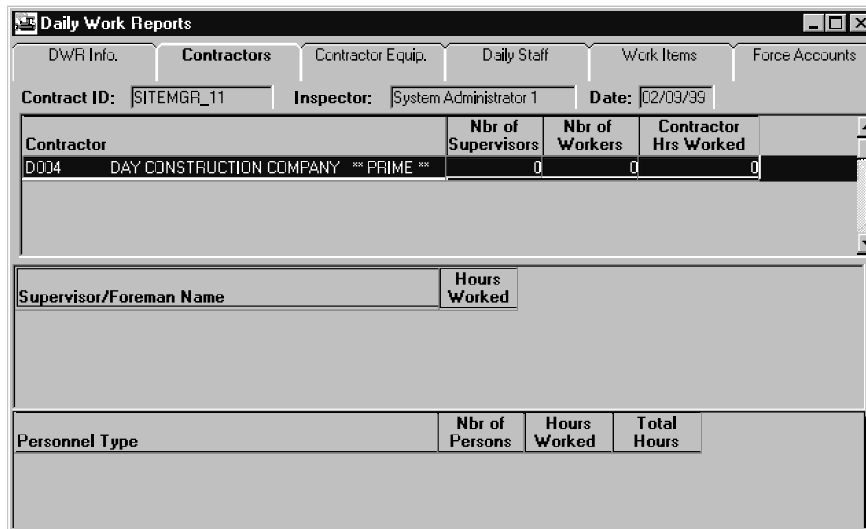 Daily Work Reports
DWR Info. Contractors Contractor Equip. Daily Staff Work Items Force Accounts
Contract ID: SITEMGR_11 Inspector: System Administrator 1 Date: 02/09/99
Contractor Nbr of Supervisors Nbr of Workers Contractor Hrs Worked
D004 DAY CONSTRUCTION COMPANY ** PRIME ** 0 0 0
Supervisor/Foreman Name Hours Worked
Personnel Type Nbr of Persons Hours Worked Total Hours